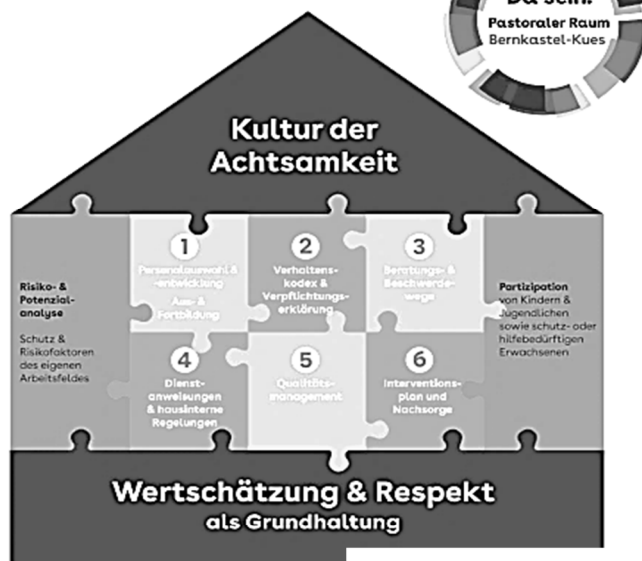 Da sein.
Pastoraler Raum
Bernkastel-Kues
Kultur der
Achtsamkeit
Risiko- &
Potenzial-
analyse
Schutz &
Risikofaktoren
des eigenen
Arbeitsfeldes
1
Personalauswahl &
-entwicklung
Aus- &
Fortbildung
2
Verhaltens-
kodex &
Verpflichtungs-
erklärung
3
Beratungs- &
Beschwerde-
wege
Partizipation
von Kindern &
Jugendlichen
sowie schutz- oder
hilfebedürftigen
Erwachsenen
4
Dienst-
anweisungen
& hausinterne
Regelungen
5
Qualitäts-
management
6
Interventions-
plan und
Nachsorge
Wertschätzung & Respekt
als Grundhaltung